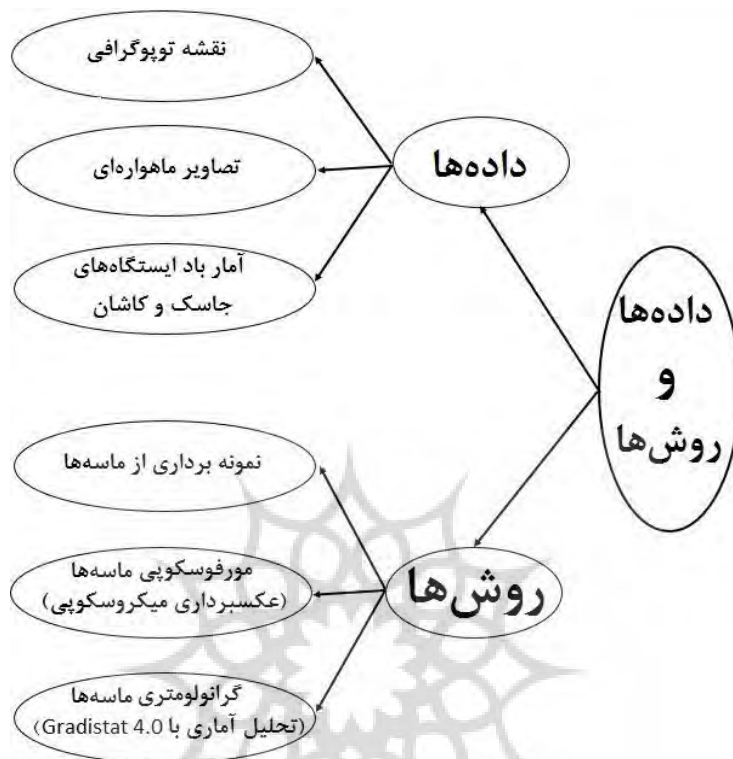 داده‌ها
و
روش‌ها
داده‌ها
نقشه توپوگرافی
تصاویر ماهواره‌ای
آمار باد ایستگاه‌های
جاسک و کاشان
روش‌ها
نمونه برداری از ماسه‌ها
مورفوسکوپی ماسه‌ها
(عکسبرداری میکروسکوپی)
گرانولومتری ماسه‌ها
(تحلیل آماری با Gradistat 4.0)